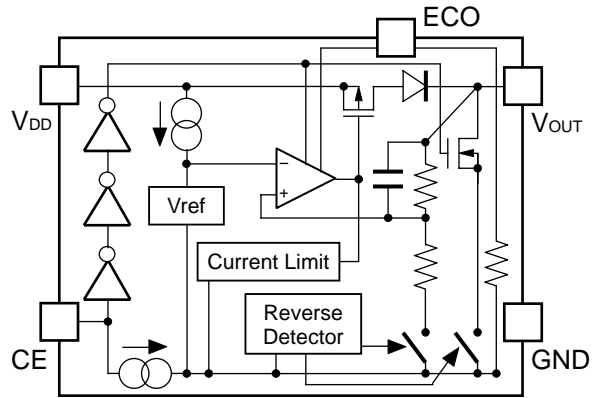 ECO
VDD
VOUT
−
+
Vref
Current Limit
Reverse
Detector
CE
GND